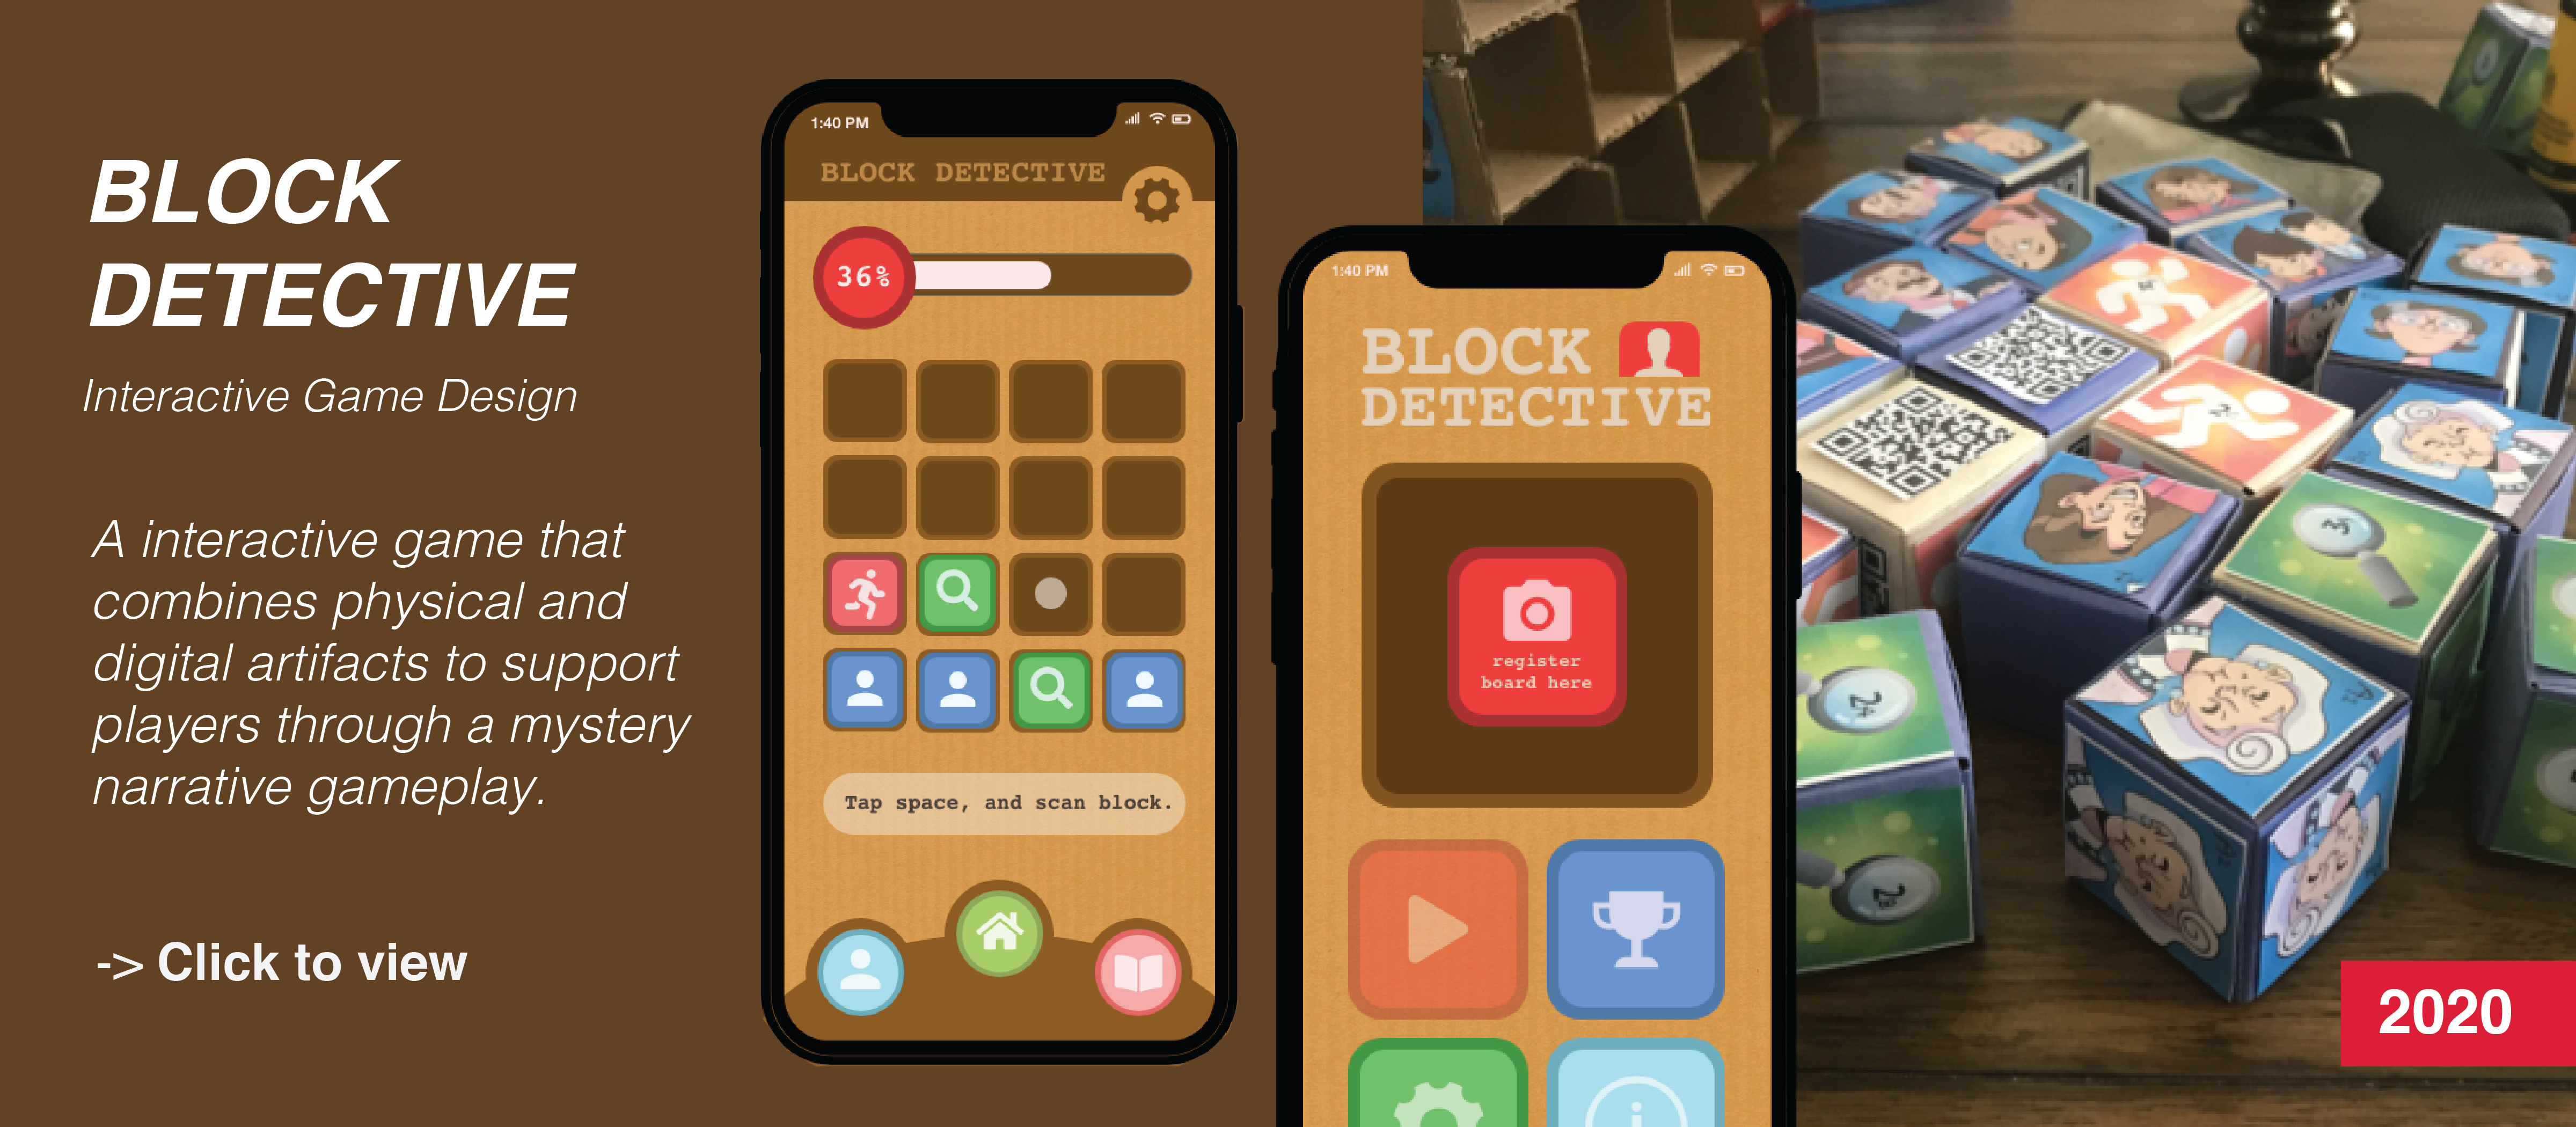 BLOCK
DETECTIVE
Interactive Game Design
A interactive game that
combines physical and
digital artifacts to support
players through a mystery
narrative gameplay.
-> Click to view
1:40 PM
BLOCK DETECTIVE
36%
Tap space, and scan block.
1:40 PM
BLOCK
DETECTIVE
register
board here
2
3
2020